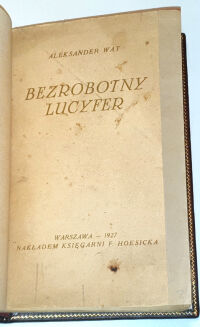 ALEKSANDER WAT
BEZROBOTNY
LUCYFER
WARSZAWA — 1927
NAKŁADEM KSIĘGARNI F. HOESICKA